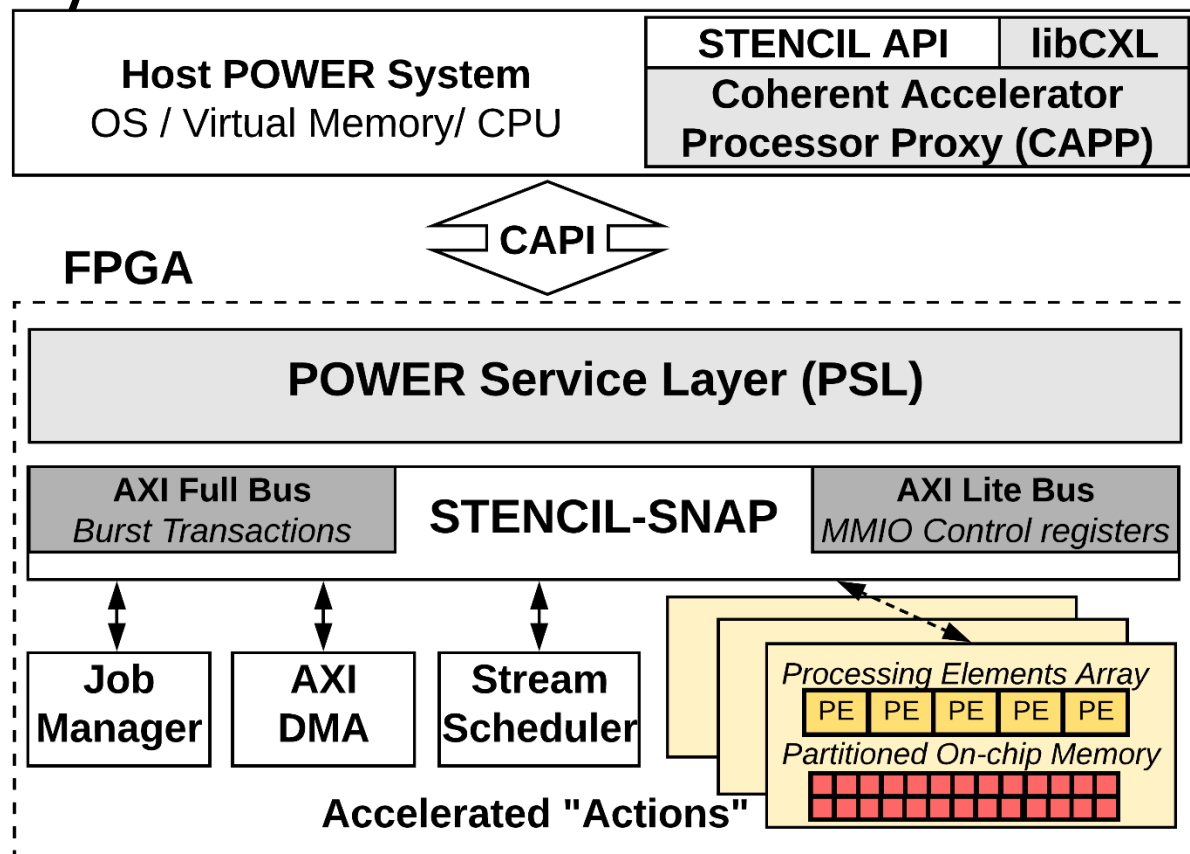 Host POWER System
OS / Virtual Memory/ CPU
STENCIL API
libCXL
Coherent Accelerator
Processor Proxy (CAPP)
CAPI
FPGA
POWER Service Layer (PSL)
AXI Full Bus
Burst Transactions
STENCIL-SNAP
AXI Lite Bus
MMIO Control registers
Job
Manager
AXI
DMA
Stream
Scheduler
Processing Elements Array
PE PE PE PE PE
Partitioned On-chip Memory
Accelerated "Actions"